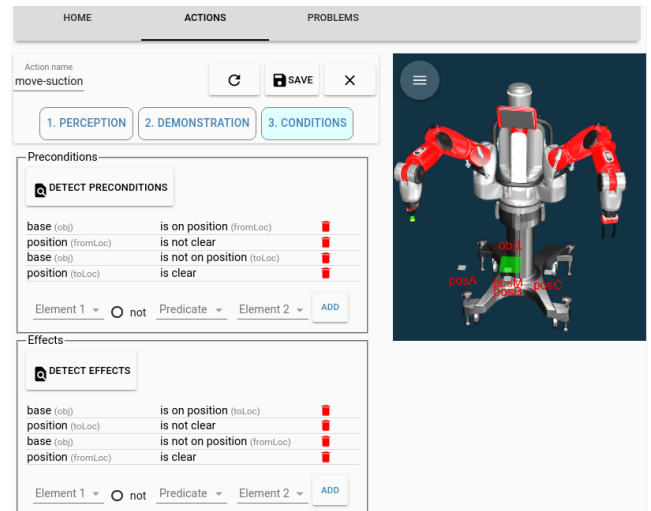 HOME ACTIONS PROBLEMS
Action name
move-suction
SAVE
1. PERCEPTION 2. DEMONSTRATION 3. CONDITIONS
Preconditions
DETECT PRECONDITIONS
base (obj) is on position (fromLoc)
position (fromLoc) is not clear
base (obj) is not on position (toLoc)
position (toLoc) is clear
Element 1 not Predicate Element 2 ADD
Effects
DETECT EFFECTS
base (obj) is on position (toLoc)
position (toLoc) is not clear
base (obj) is not on position (fromLoc)
position (fromLoc) is clear
Element 1 not Predicate Element 2 ADD
posA posM posC